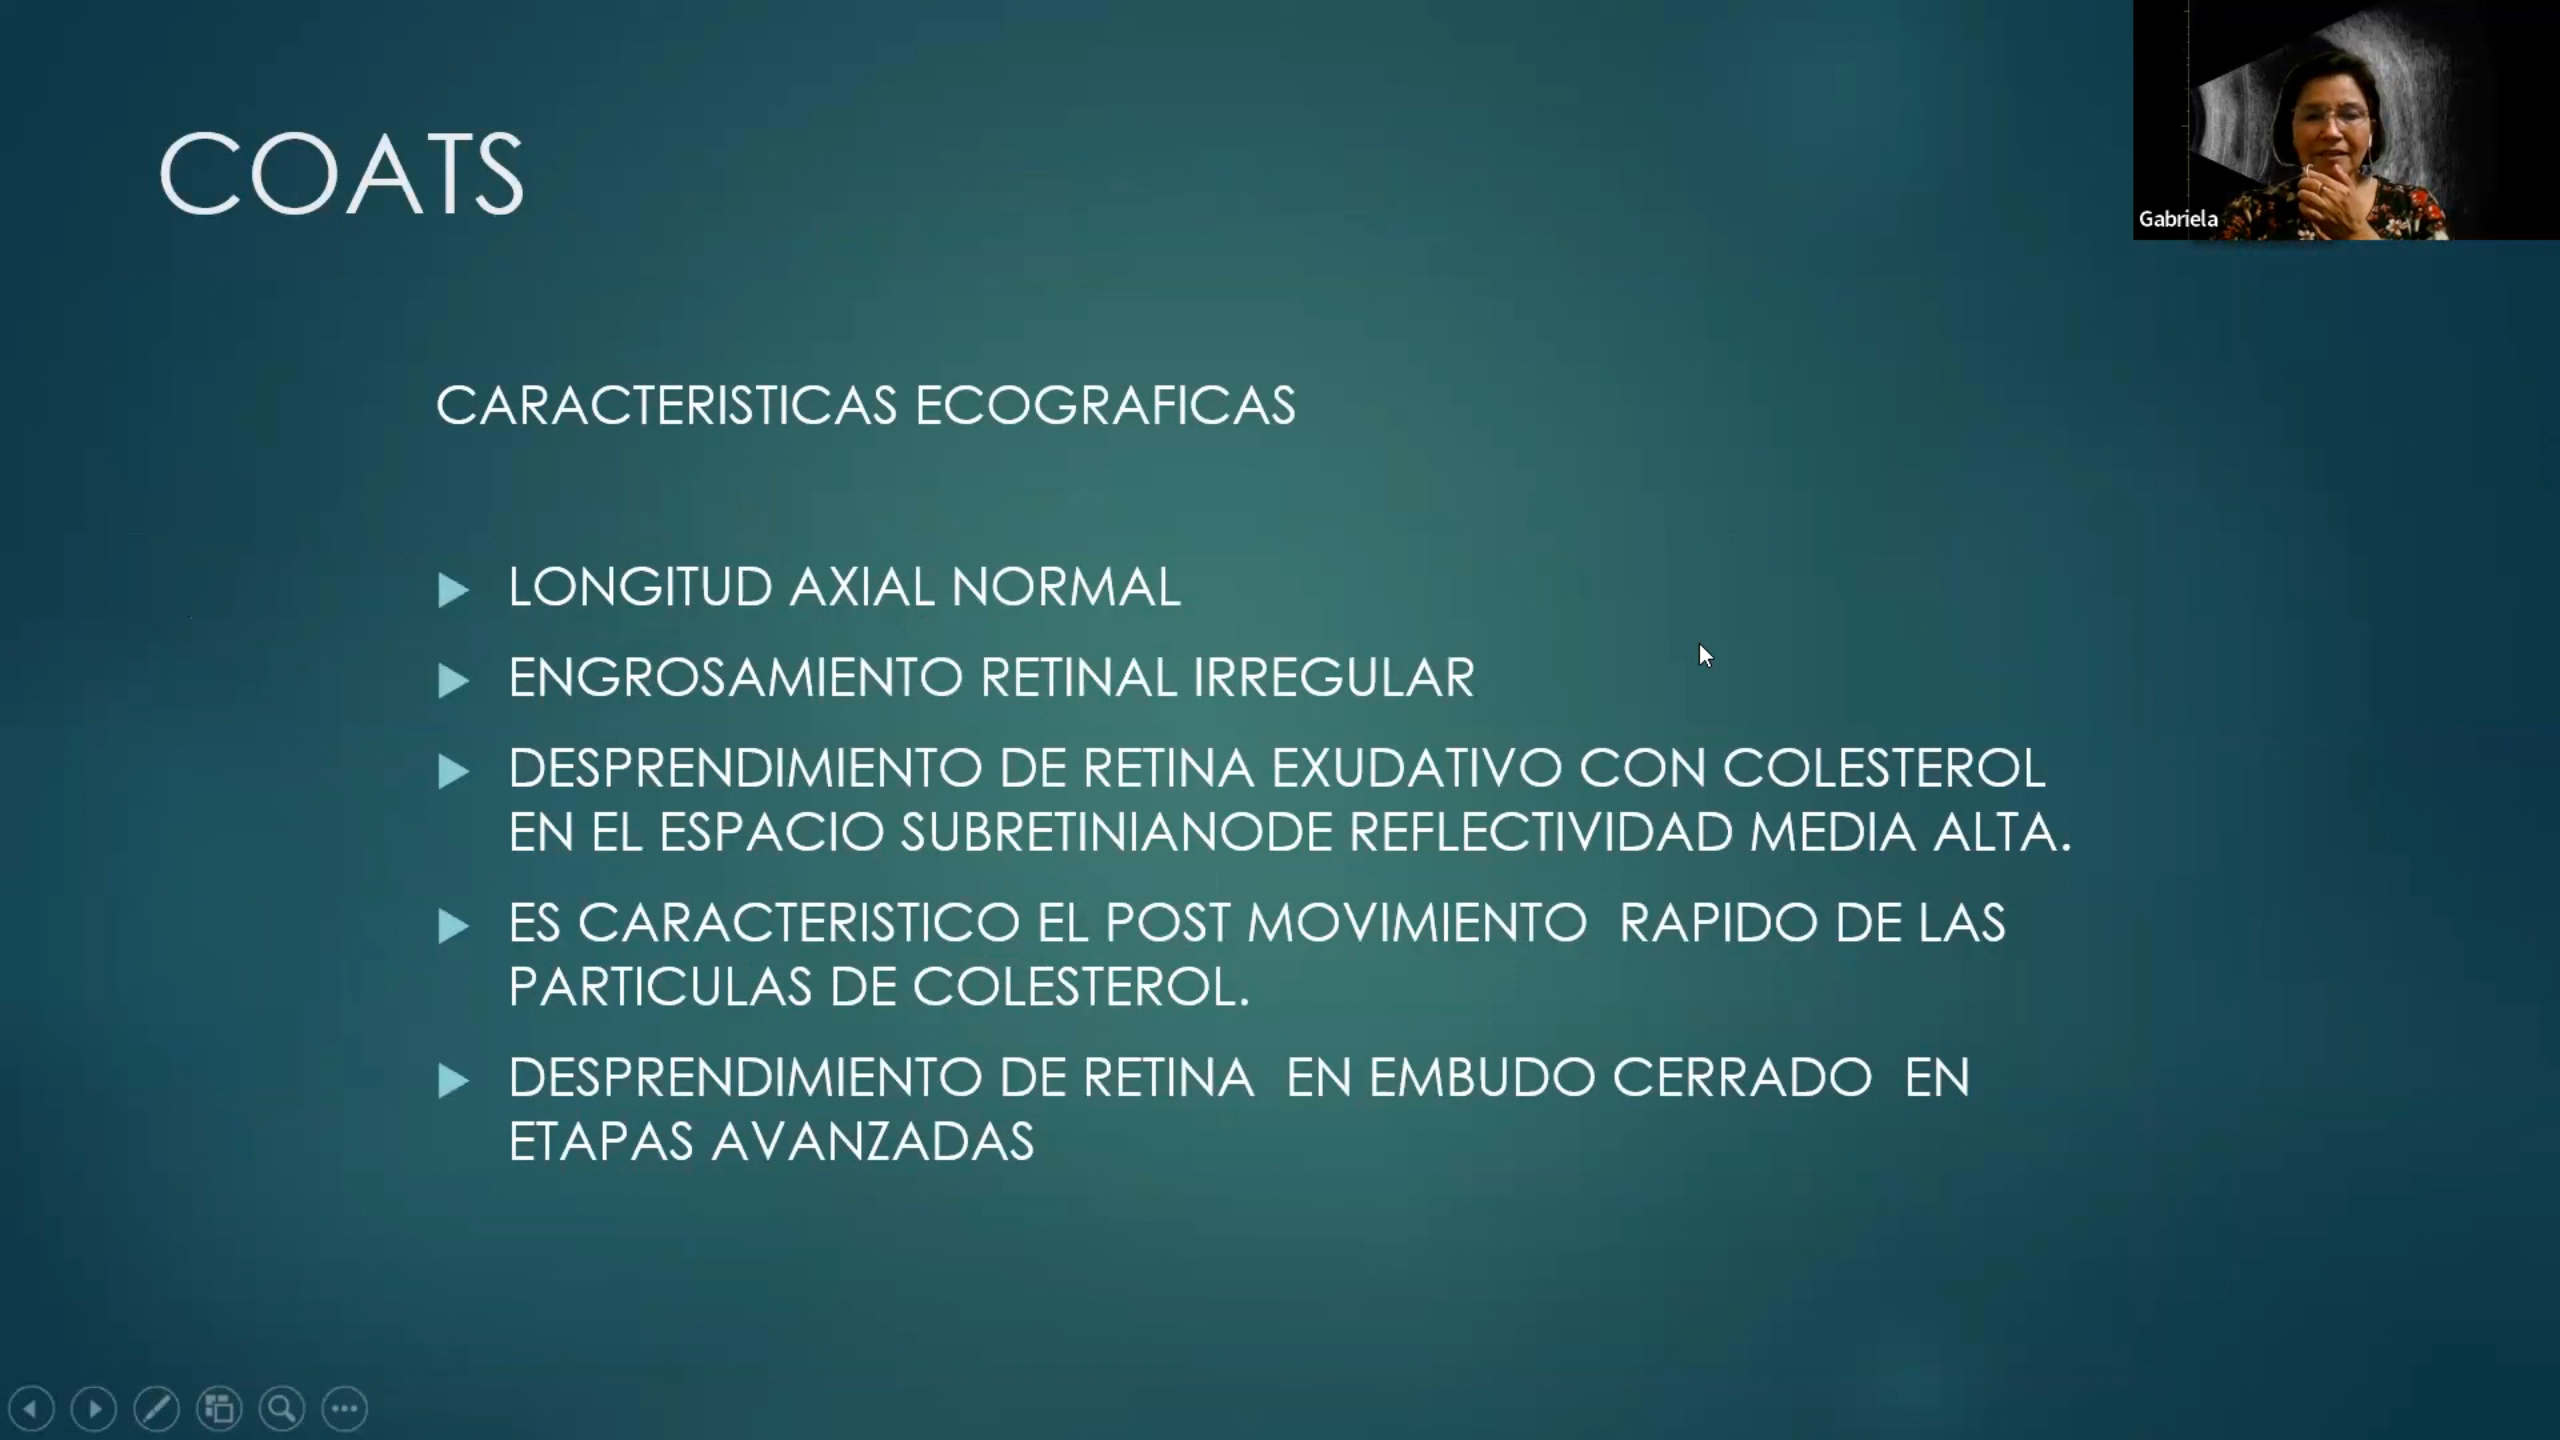 COATS
Gabriela
CARACTERISTICAS ECOGRAFICAS
LONGITUD AXIAL NORMAL
ENGROSAMIENTO RETINAL IRREGULAR
DESPRENDIMIENTO DE RETINA EXUDATIVO CON COLESTEROL
EN EL ESPACIO SUBRETINIANODE REFLECTIVIDAD MEDIA ALTA.
ES CARACTERISTICO EL POST MOVIMIENTO  RAPIDO DE LAS
PARTICULAS DE COLESTEROL.
DESPRENDIMIENTO DE RETINA  EN EMBUDO CERRADO  EN
ETAPAS AVANZADAS